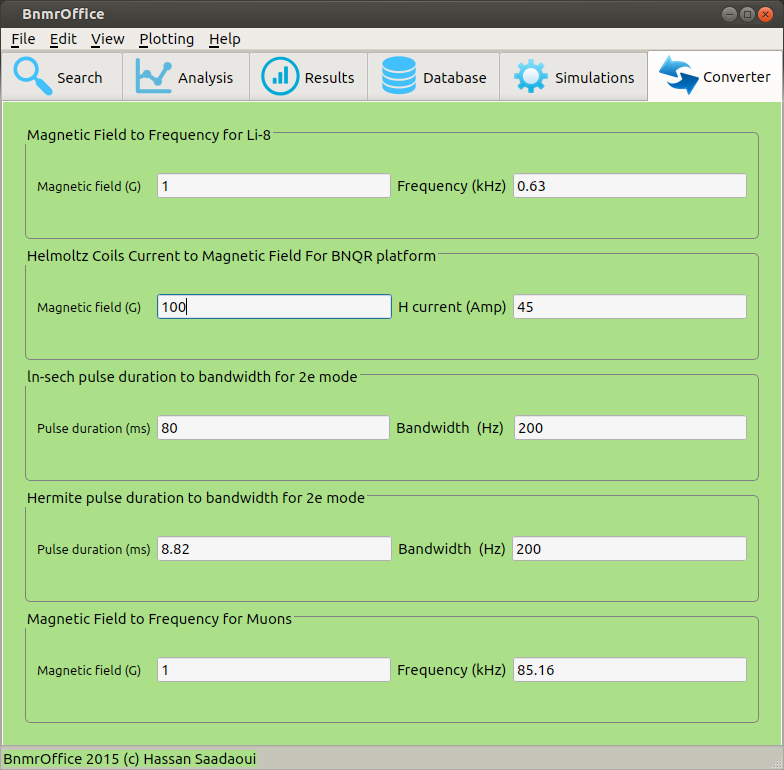 BnmrOffice
File Edit View Plotting Help
Search Analysis Results Database Simulations Converter
Magnetic Field to Frequency for Li-8
Magnetic field (G) 1 Frequency (kHz) 0.63
Helmoltz Coils Current to Magnetic Field For BNQR platform
Magnetic field (G) 100 H current (Amp) 45
ln-sech pulse duration to bandwidth for 2e mode
Pulse duration (ms) 80 Bandwidth (Hz) 200
Hermite pulse duration to bandwidth for 2e mode
Pulse duration (ms) 8.82 Bandwidth (Hz) 200
Magnetic Field to Frequency for Muons
Magnetic field (G) 1 Frequency (kHz) 85.16
BnmrOffice 2015 (c) Hassan Saadaoui